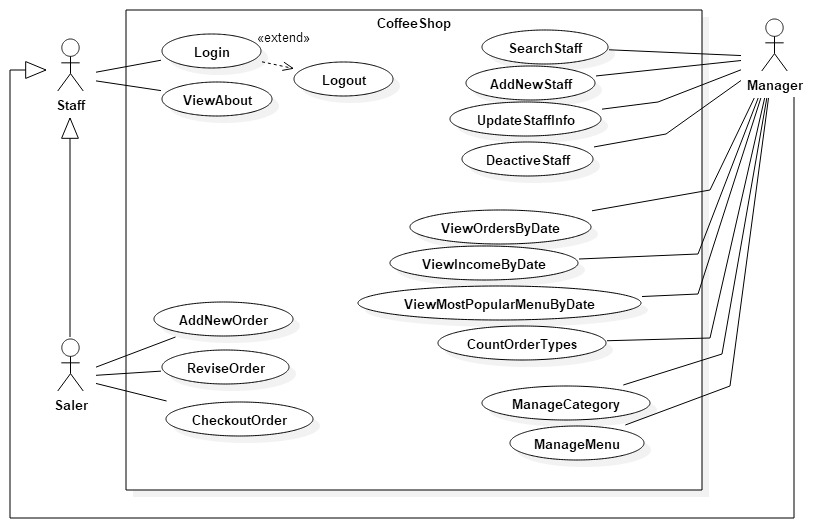 CoffeeShop
Login
«extend»
Logout
ViewAbout
Staff
SearchStaff
AddNewStaff
UpdateStaffInfo
DeactiveStaff
Manager
ViewOrdersByDate
ViewIncomeByDate
ViewMostPopularMenuByDate
CountOrderTypes
AddNewOrder
ReviseOrder
CheckoutOrder
Saler
ManageCategory
ManageMenu